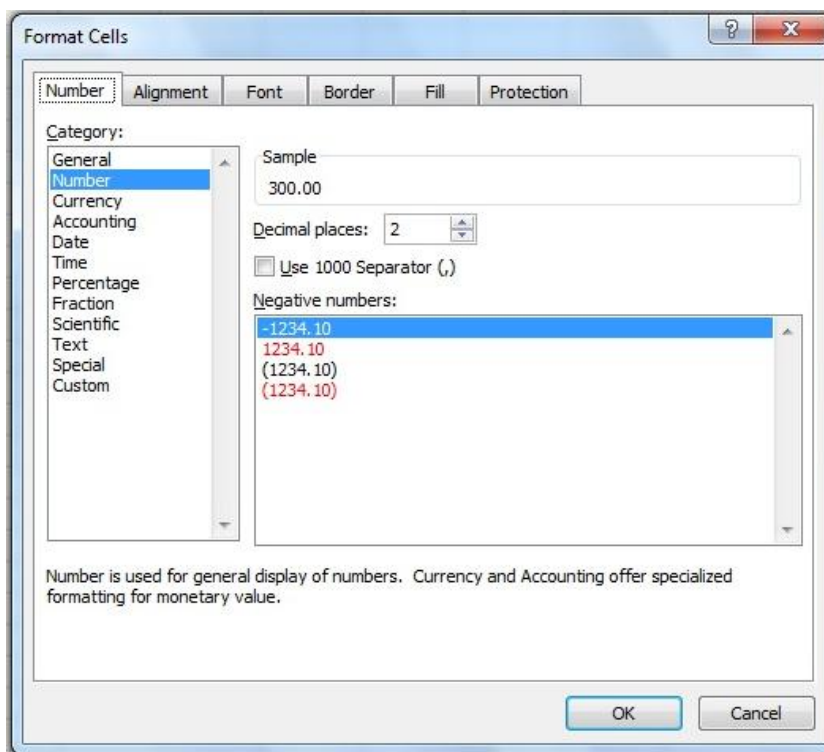 Format Cells
Number Alignment Font Border Fill Protection
Category:
General
Number
Currency
Accounting
Date
Time
Percentage
Fraction
Scientific
Text
Special
Custom
Sample
300.00
Decimal places: 2
Use 1000 Separator (,)
Negative numbers:
-1234.10
1234.10
(1234.10)
(1234.10)
Number is used for general display of numbers. Currency and Accounting offer specialized
formatting for monetary value.
OK Cancel